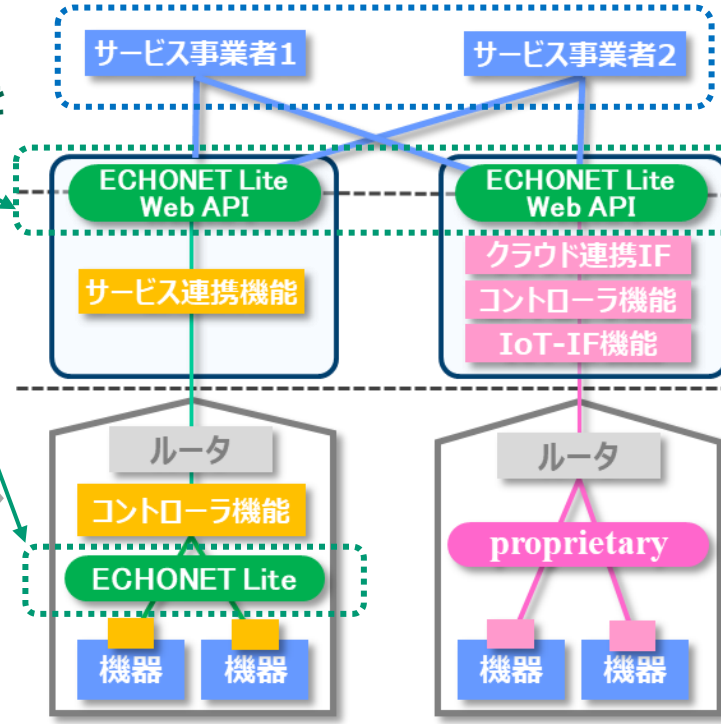 サービス事業者1
サービス事業者2
ECHONET Lite
Web API
ECHONET Lite
Web API
サービス連携機能
クラウド連携IF
コントローラ機能
IoT-IF機能
ルータ
コントローラ機能
ECHONET Lite
機器
機器
ルータ
proprietary
機器
機器